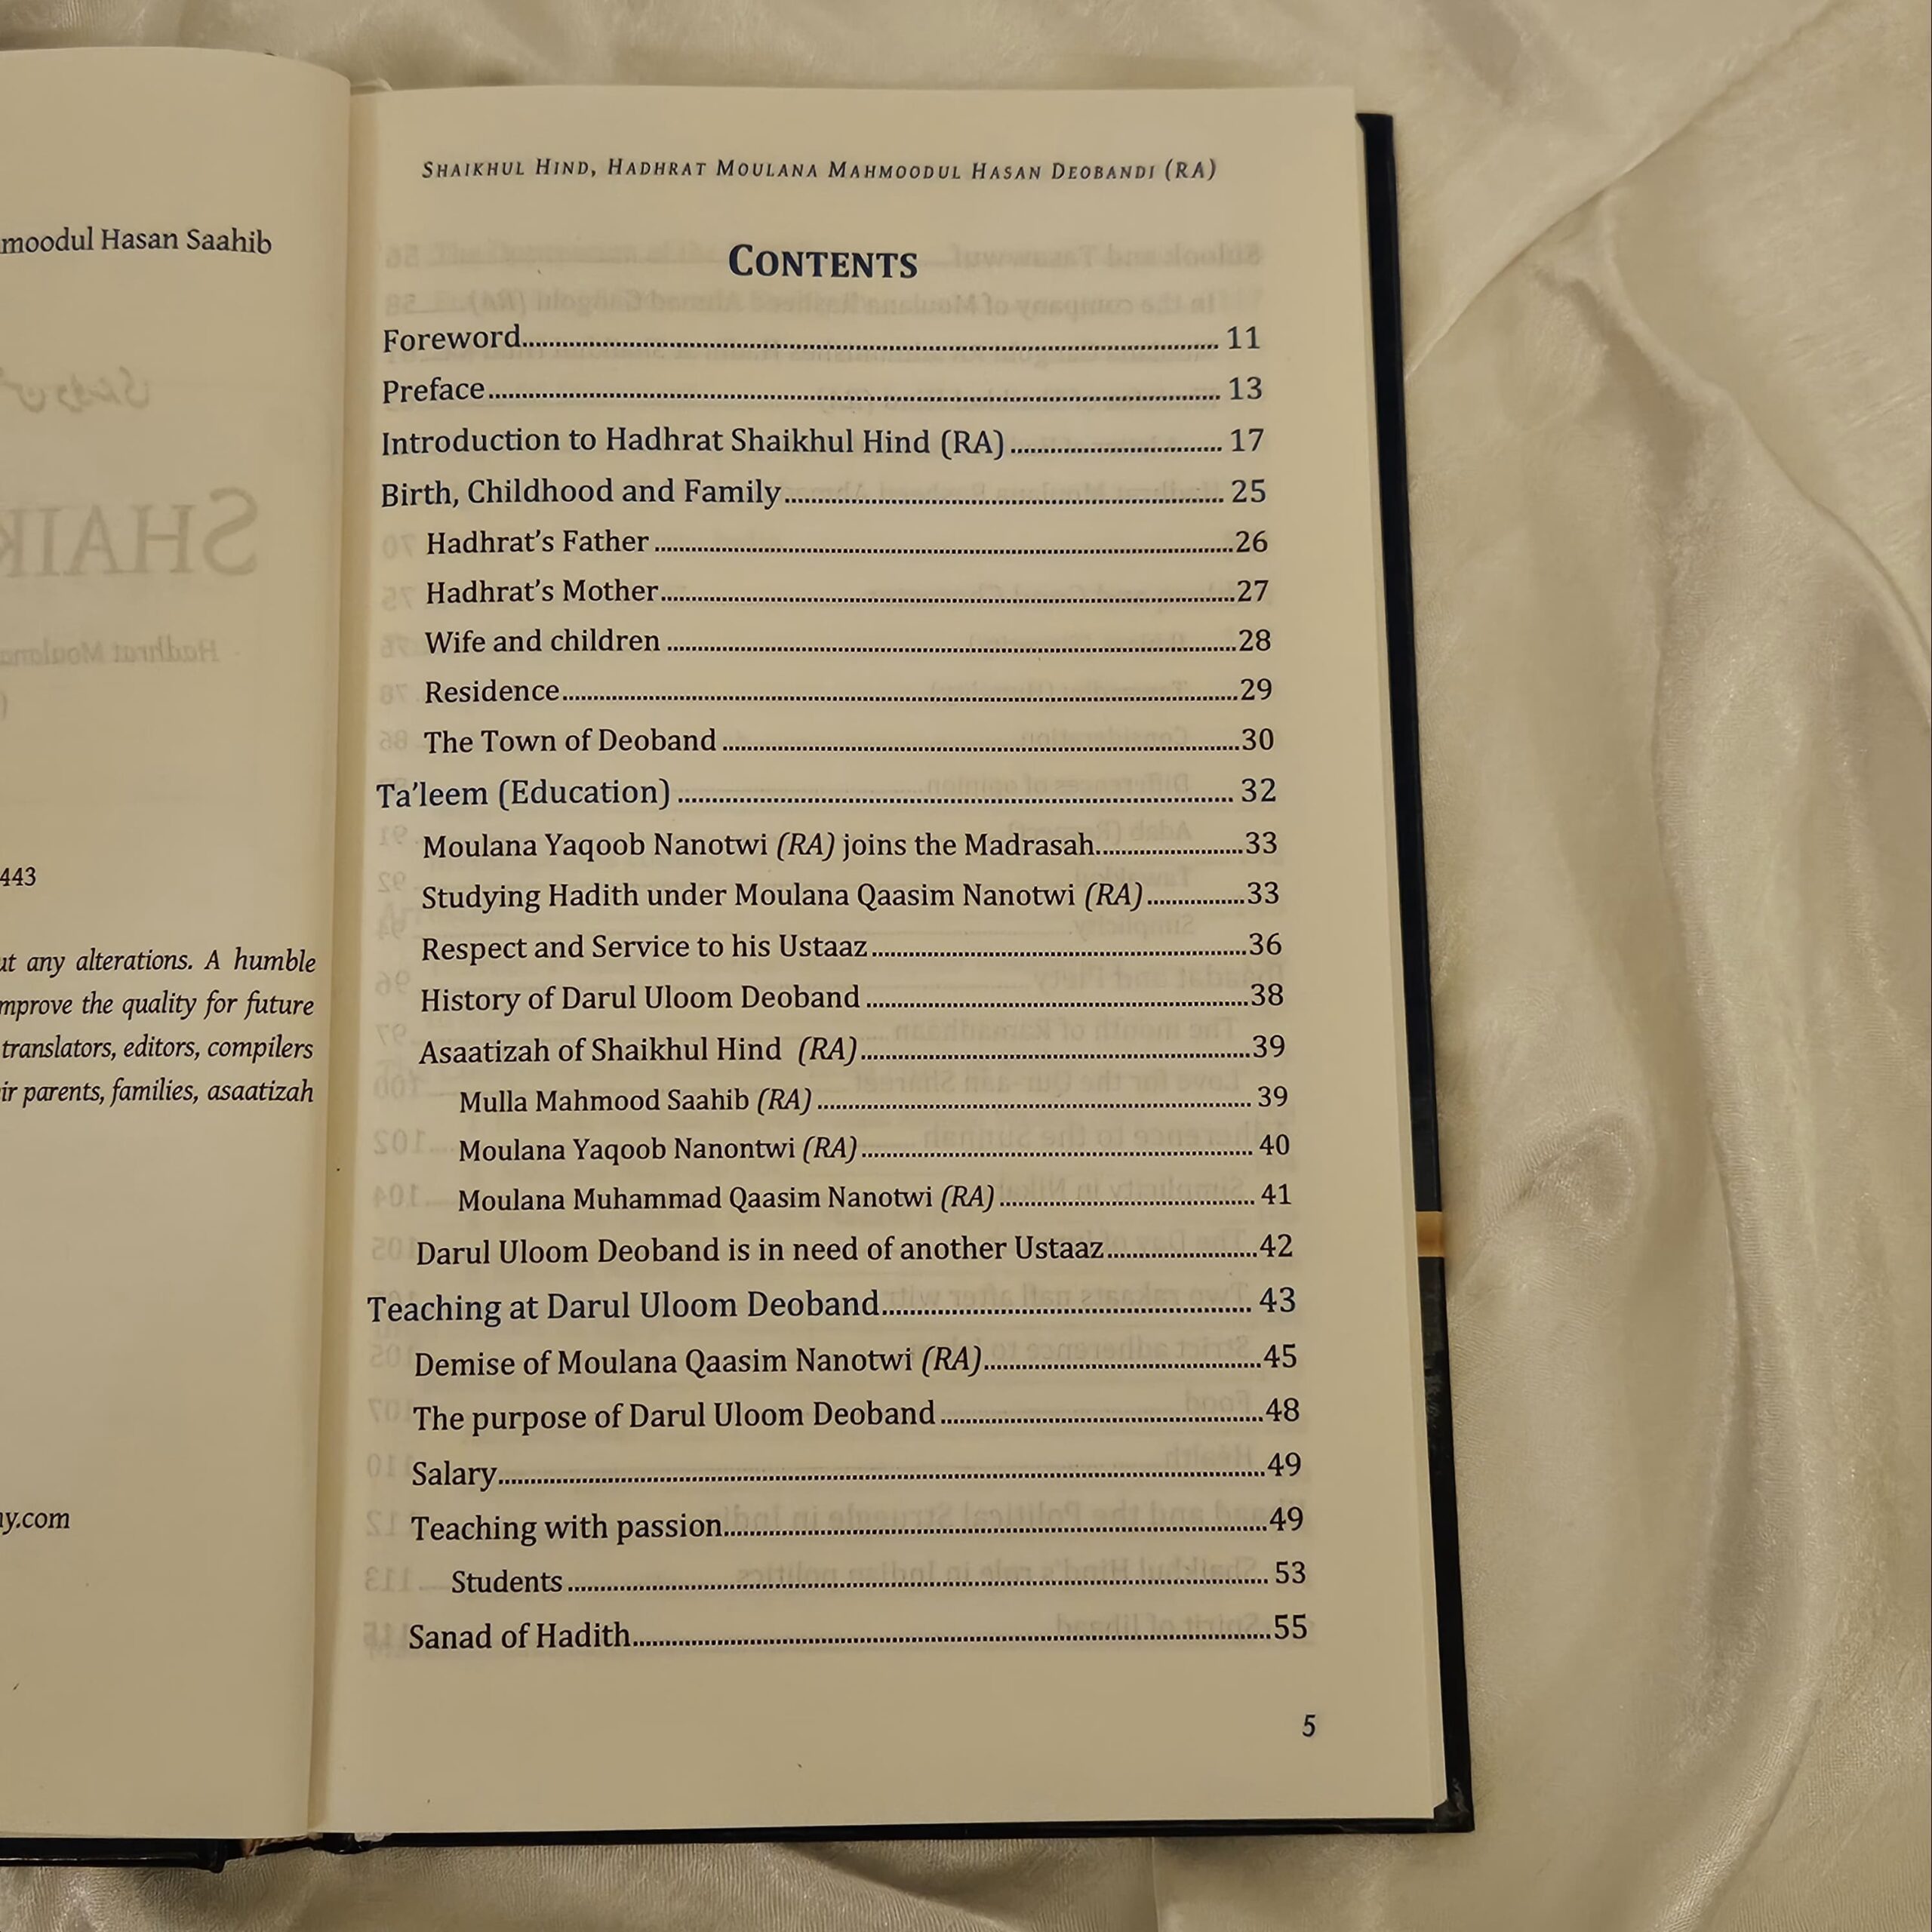 moodul Hasan Saahib
443
ut any alterations. A humble
mprove the quality for future
translators, editors, compilers
ir parents, families, asaatizah
y.com
SHAIKHUL HIND, HADHRAT MOULANA MAHMOODUL HASAN DEOBANDI (RA)
CONTENTS
Foreword........ 11
Preface........ 13
Introduction to Hadhrat Shaikhul Hind (RA)........ 17
Birth, Childhood and Family........ 25
Hadhrat’s Father ........26
Hadhrat’s Mother........27
Wife and children ........28
Residence........29
The Town of Deoband ........30
Ta’leem (Education) ........ 32
Moulana Yaqoob Nanotwi (RA) joins the Madrasah........33
Studying Hadith under Moulana Qaasim Nanotwi (RA)........33
Respect and Service to his Ustaaz ........36
History of Darul Uloom Deoband ........38
Asaatizah of Shaikhul Hind (RA)........39
Mulla Mahmood Saahib (RA) ........ 39
Moulana Yaqoob Nanontwi (RA)........ 40
Moulana Muhammad Qaasim Nanotwi (RA)........ 41
Darul Uloom Deoband is in need of another Ustaaz........42
Teaching at Darul Uloom Deoband........ 43
Demise of Moulana Qaasim Nanotwi (RA)........45
The purpose of Darul Uloom Deoband ........48
Salary........49
Teaching with passion........49
Students ........ 53
Sanad of Hadith........55
5